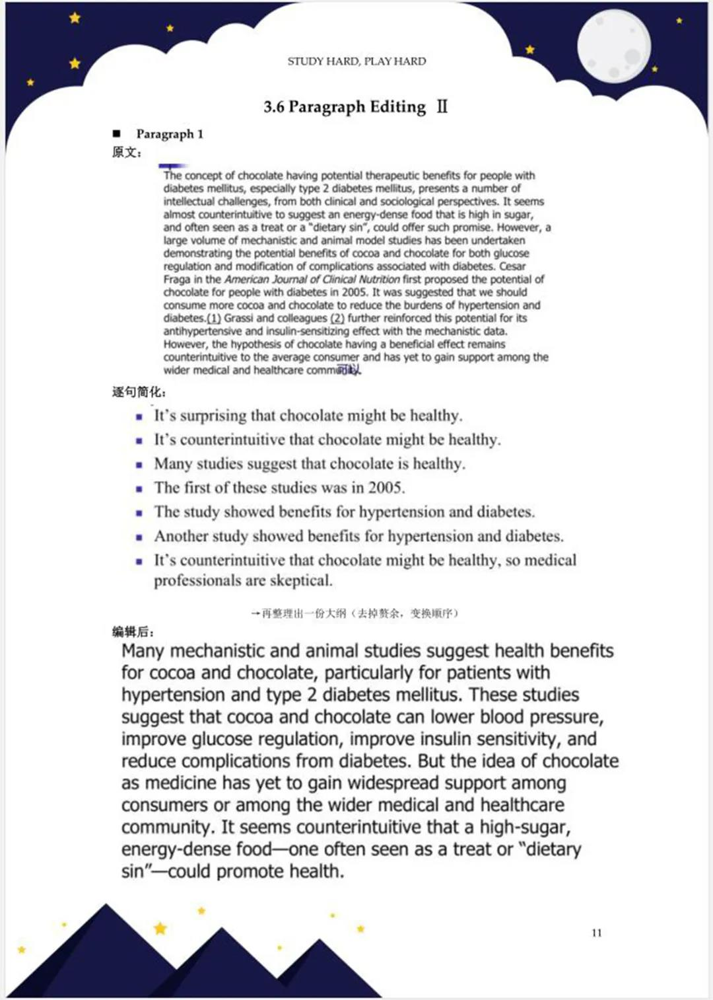 STUDY HARD, PLAY HARD
3.6 Paragraph Editing Ⅱ
■ Paragraph 1
原文：
The concept of chocolate having potential therapeutic benefits for people with
diabetes mellitus, especially type 2 diabetes mellitus, presents a number of
intellectual challenges, from both clinical and sociological perspectives. It seems
almost counterintuitive to suggest an energy-dense food that is high in sugar,
and often seen as a treat or a "dietary sin", could offer such promise. However, a
large volume of mechanistic and animal model studies has been undertaken
demonstrating the potential benefits of cocoa and chocolate for both glucose
regulation and modification of complications associated with diabetes. Cesar
Fraga in the American Journal of Clinical Nutrition first proposed the potential of
chocolate for people with diabetes in 2005. It was suggested that we should
consume more cocoa and chocolate to reduce the burdens of hypertension and
diabetes.(1) Grassi and colleagues (2) further reinforced this potential for its
antihypertensive and insulin-sensitizing effect with the mechanistic data.
However, the hypothesis of chocolate having a beneficial effect remains
counterintuitive to the average consumer and has yet to gain support among the
wider medical and healthcare 可以
逐句简化：
■ It's surprising that chocolate might be healthy.
■ It's counterintuitive that chocolate might be healthy.
■ Many studies suggest that chocolate is healthy.
■ The first of these studies was in 2005.
■ The study showed benefits for hypertension and diabetes.
■ Another study showed benefits for hypertension and diabetes.
■ It's counterintuitive that chocolate might be healthy, so medical
professionals are skeptical.
→再整理出一份大纲（去掉赘余，变换顺序）
编辑后：
Many mechanistic and animal studies suggest health benefits
for cocoa and chocolate, particularly for patients with
hypertension and type 2 diabetes mellitus. These studies
suggest that cocoa and chocolate can lower blood pressure,
improve glucose regulation, improve insulin sensitivity, and
reduce complications from diabetes. But the idea of chocolate
as medicine has yet to gain widespread support among
consumers or among the wider medical and healthcare
community. It seems counterintuitive that a high-sugar,
energy-dense food—one often seen as a treat or "dietary
sin"—could promote health.
11